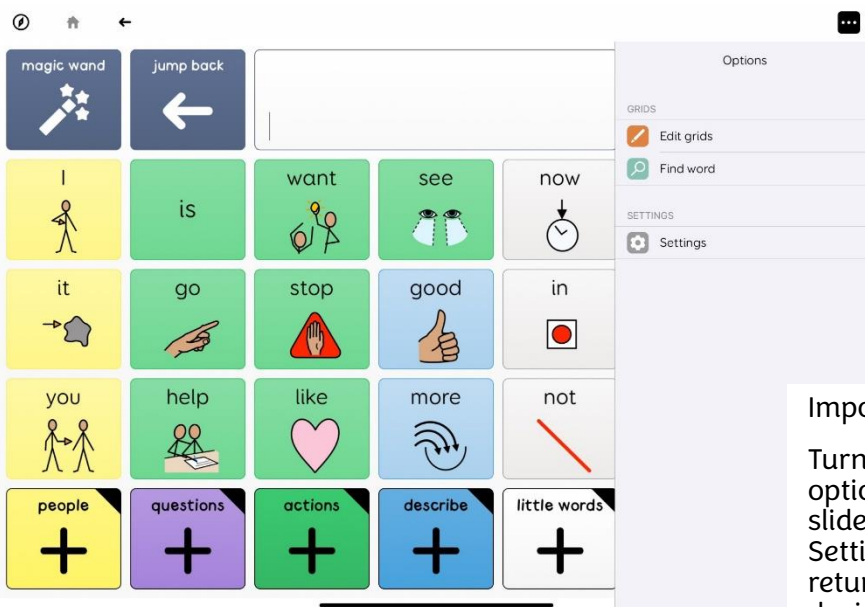 magic wand
jump back
Options
GRIDS
Edit grids
Find word
SETTINGS
Settings
I
is
want
see
now
it
go
stop
good
in
you
help
like
more
not
people
questions
actions
describe
little words
Turn